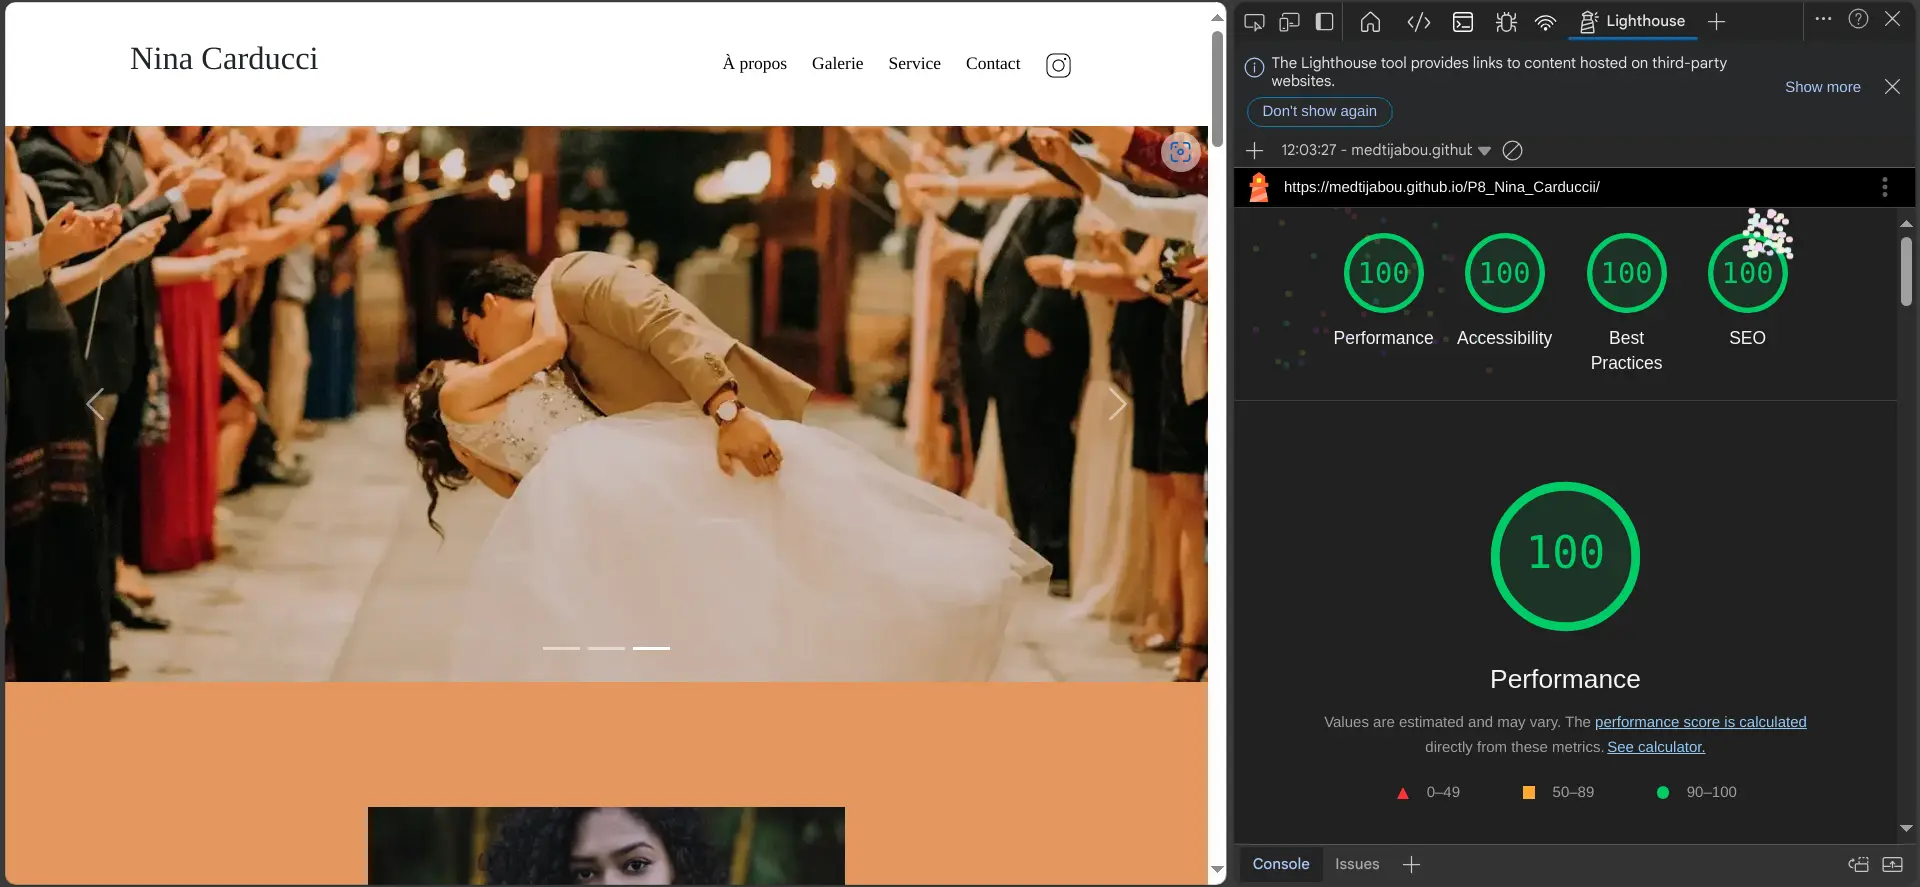 Nina Carducci
À propos
Galerie
Service
Contact
Lighthouse
The Lighthouse tool provides links to content hosted on third-party
websites.
Show more
Don't show again
12:03:27 - medtijabou.github
https://medtijabou.github.io/P8_Nina_Carduccii/
100
100
100
100
Performance
Accessibility
Best
Practices
SEO
100
Performance
Values are estimated and may vary. The performance score is calculated
directly from these metrics. See calculator.
0–49
50–89
90–100
Console
Issues